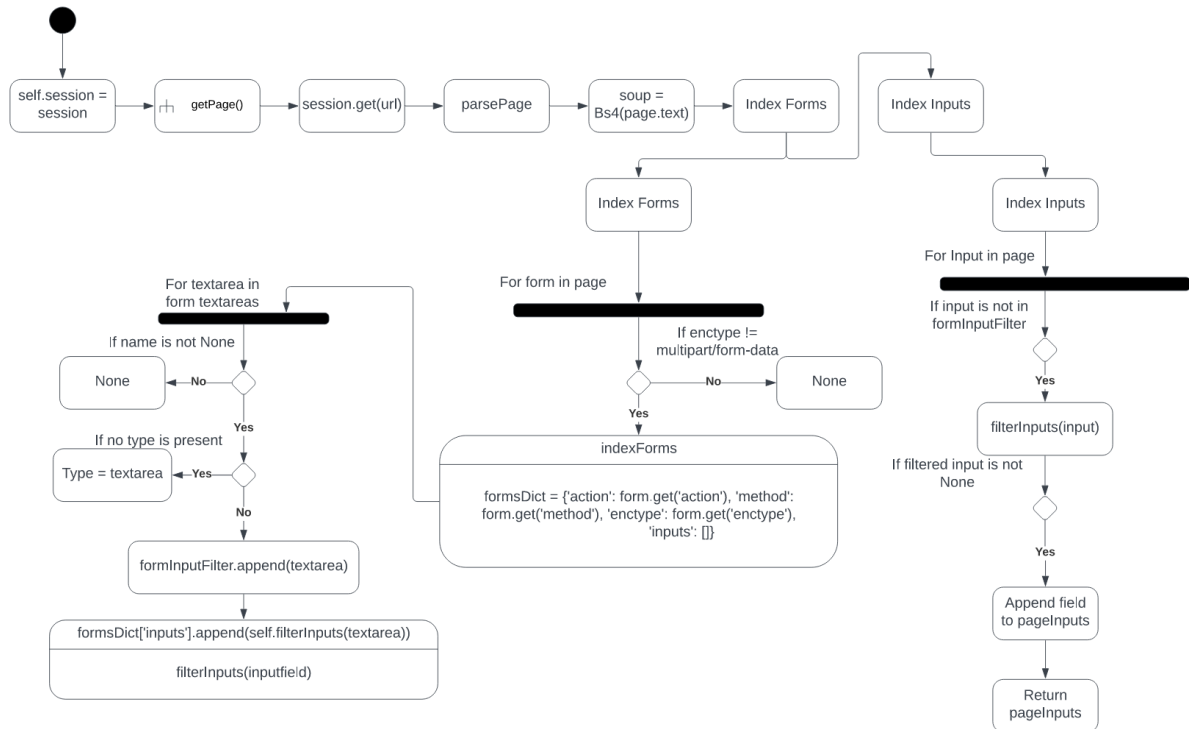 self.session =
session
getPage()
session.get(url)
parsePage
soup =
Bs4(page.text)
Index Forms
Index Inputs
Index Forms
Index Inputs
For Input in page
For form in page
For textarea in
form textareas
If input is not in
formInputFilter
If enctype !=
multipart/form-data
If name is not None
None
No
No
None
Yes
Yes
Yes
filterInputs(input)
If no type is present
indexForms
Type = textarea
Yes
If filtered input is not
None
formsDict = {'action': form.get('action'), 'method':
form.get('method'), 'enctype': form.get('enctype'),
'inputs': []}
No
Yes
formInputFilter.append(textarea)
Append field
to pageInputs
formsDict['inputs'].append(self.filterInputs(textarea))
filterInputs(inputfield)
Return
pageInputs